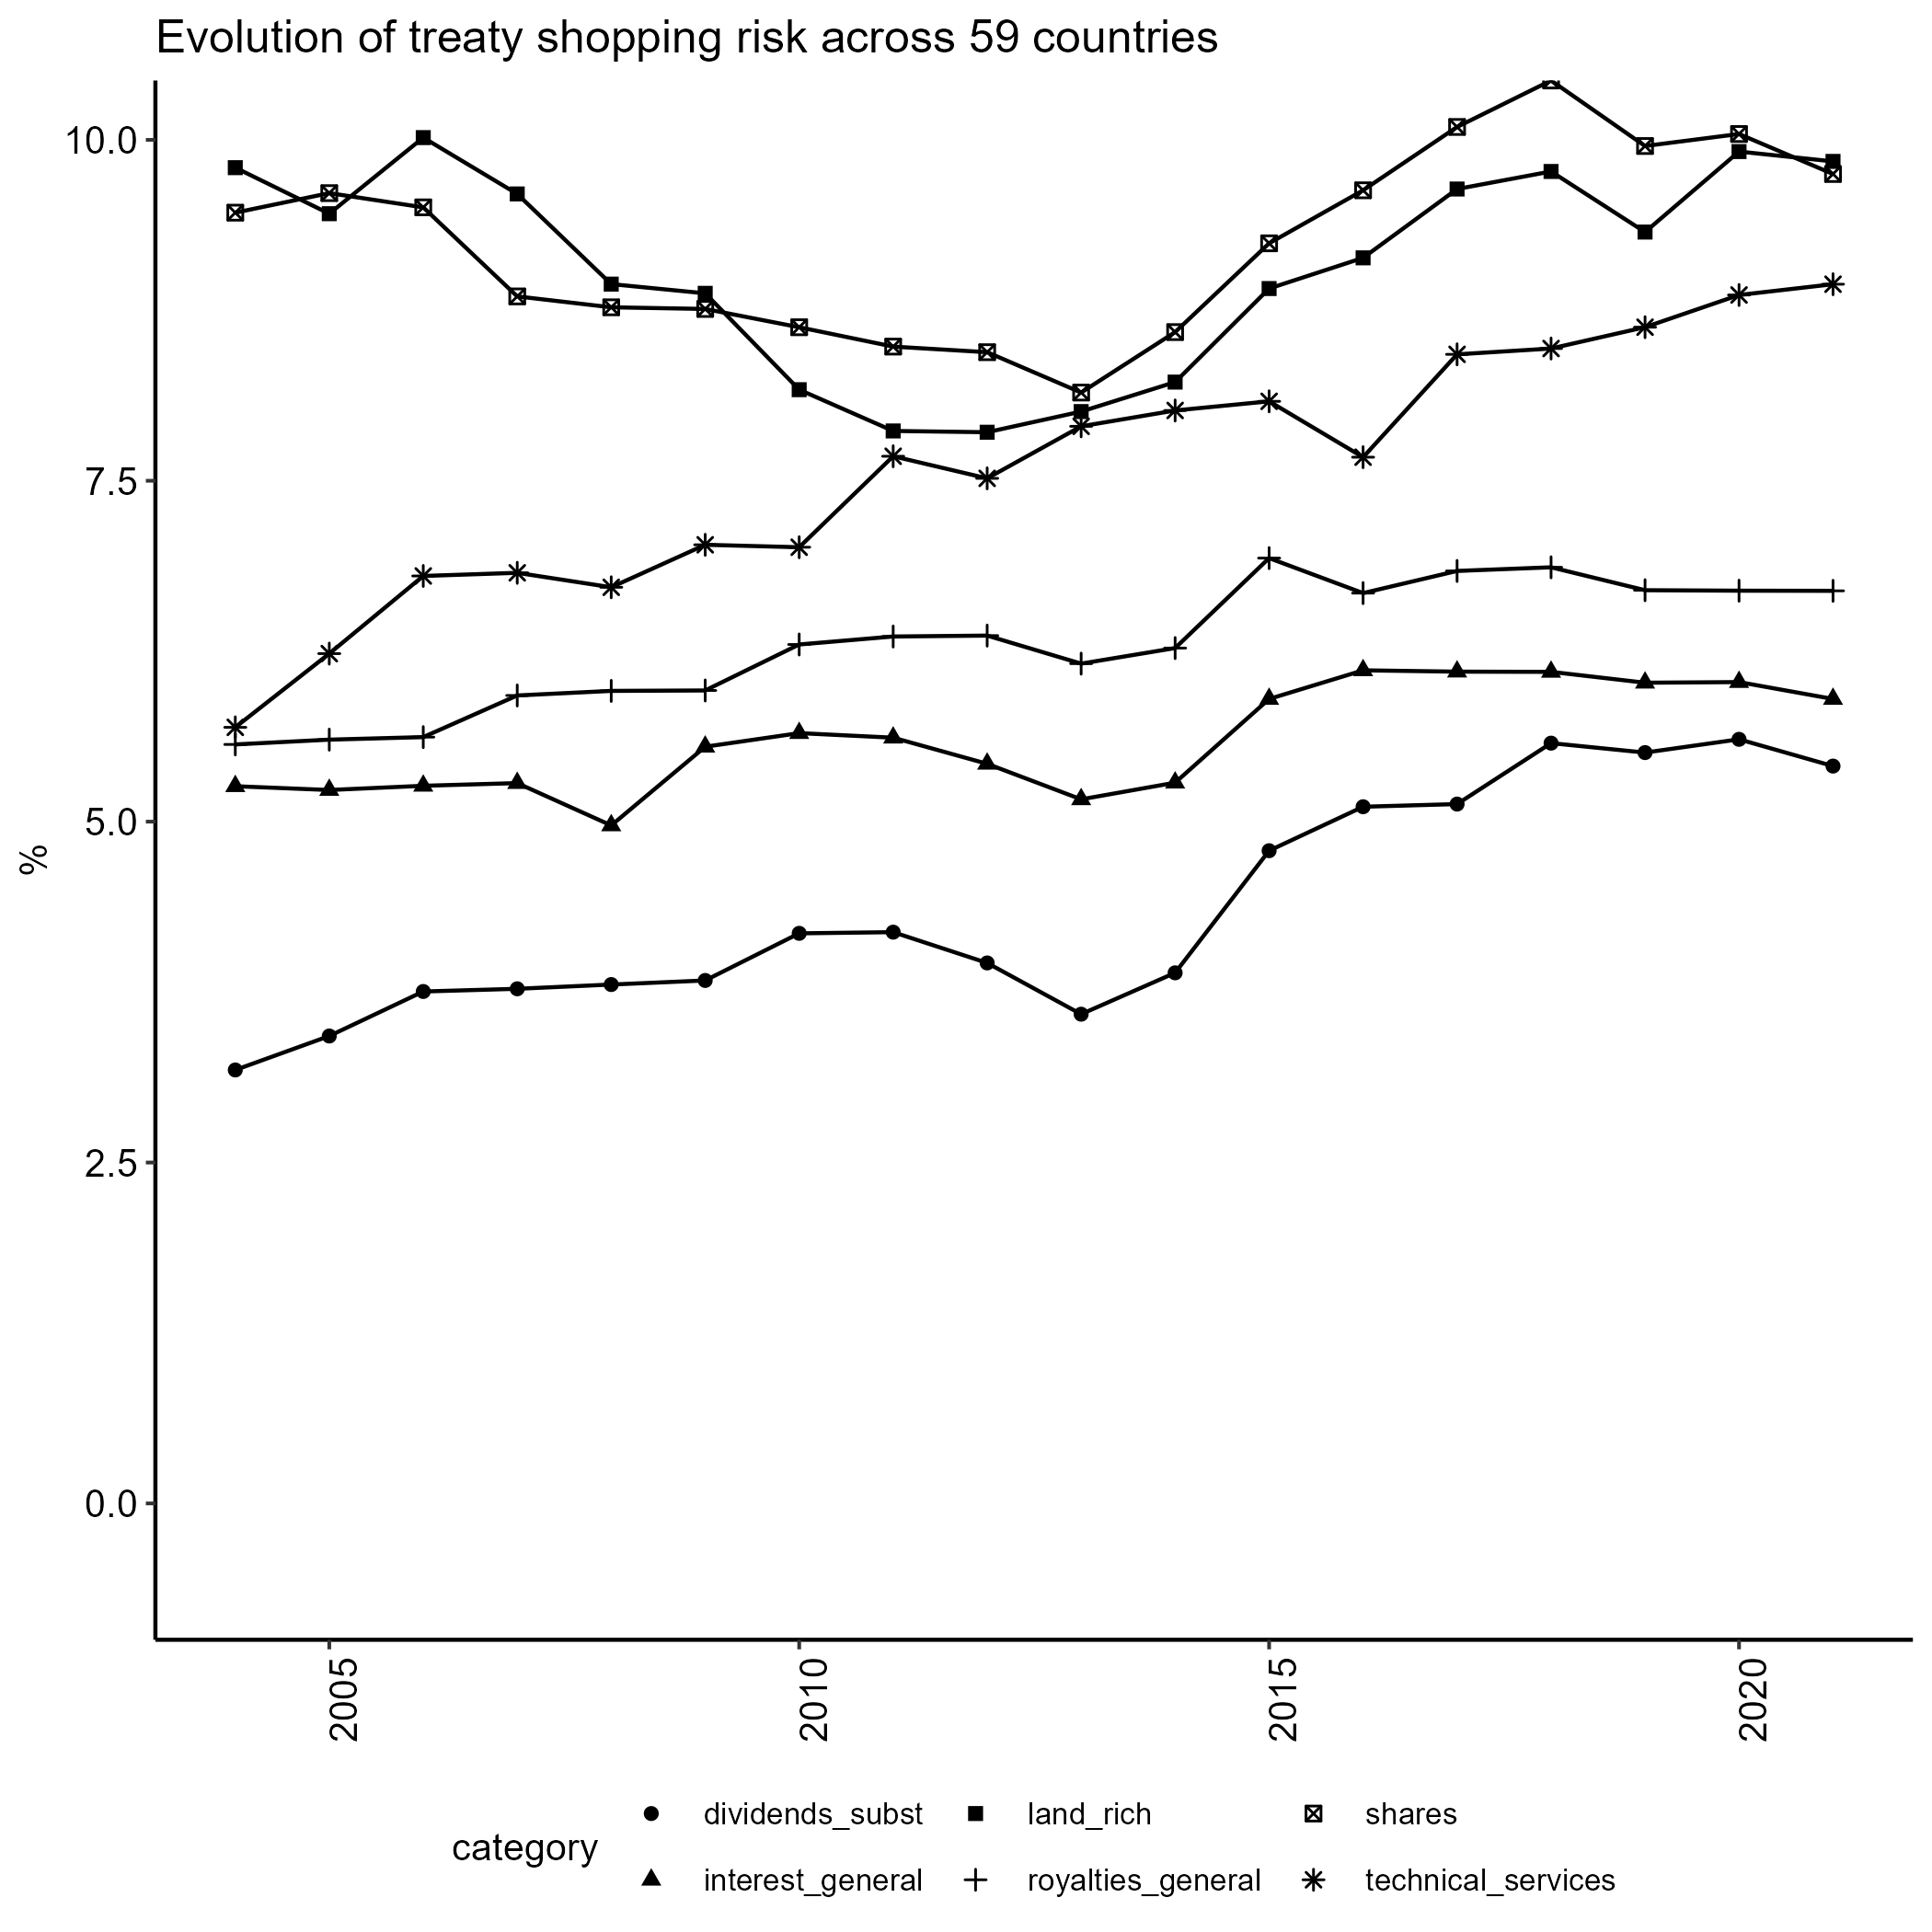 Evolution of treaty shopping risk across 59 countries
10.0
7.5
5.0
2.5
0.0
%
2005
2010
2015
2020
category
dividends_subst
land_rich
shares
interest_general
royalties_general
technical_services